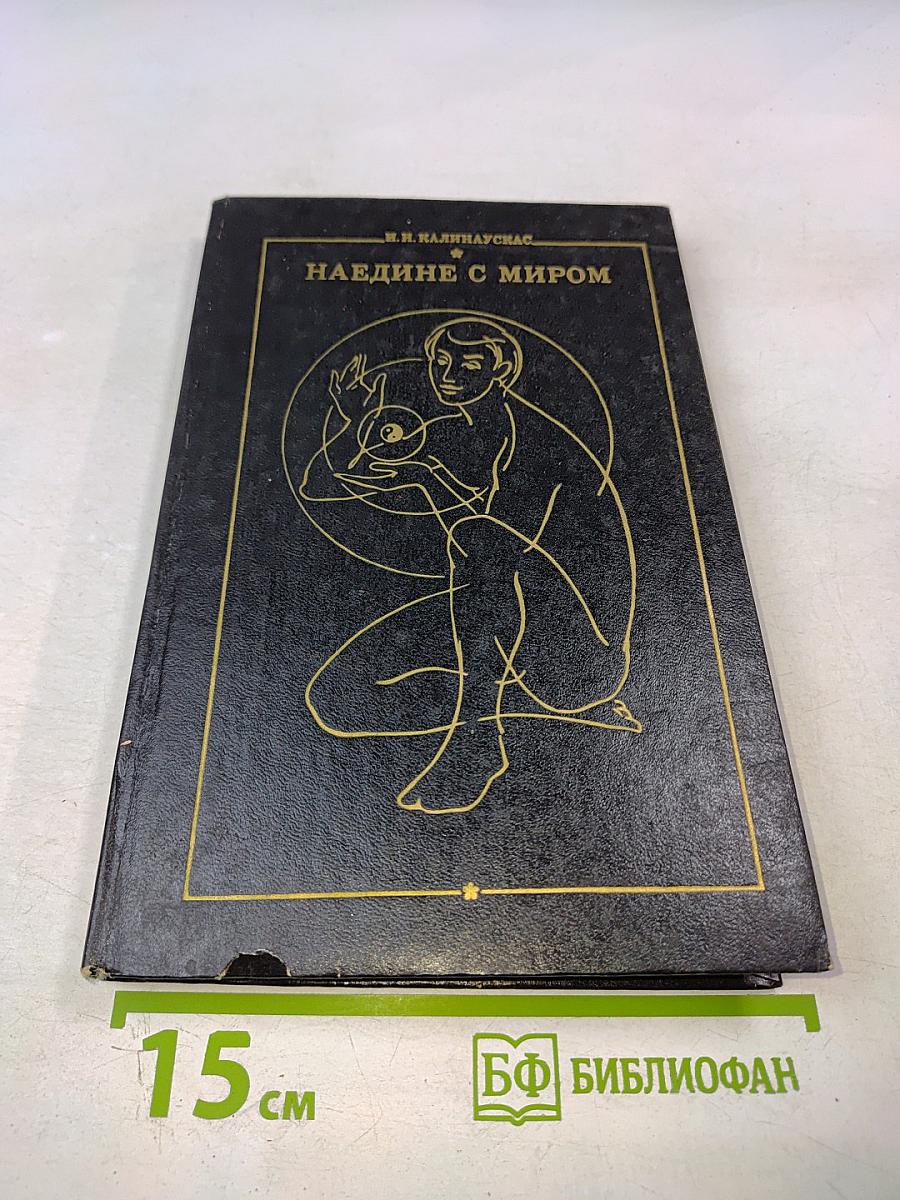 И. Н. КАЛИНАУСКАС
НАЕДИНЕ С МИРОМ
15 см
БФ БИБЛИОФАН